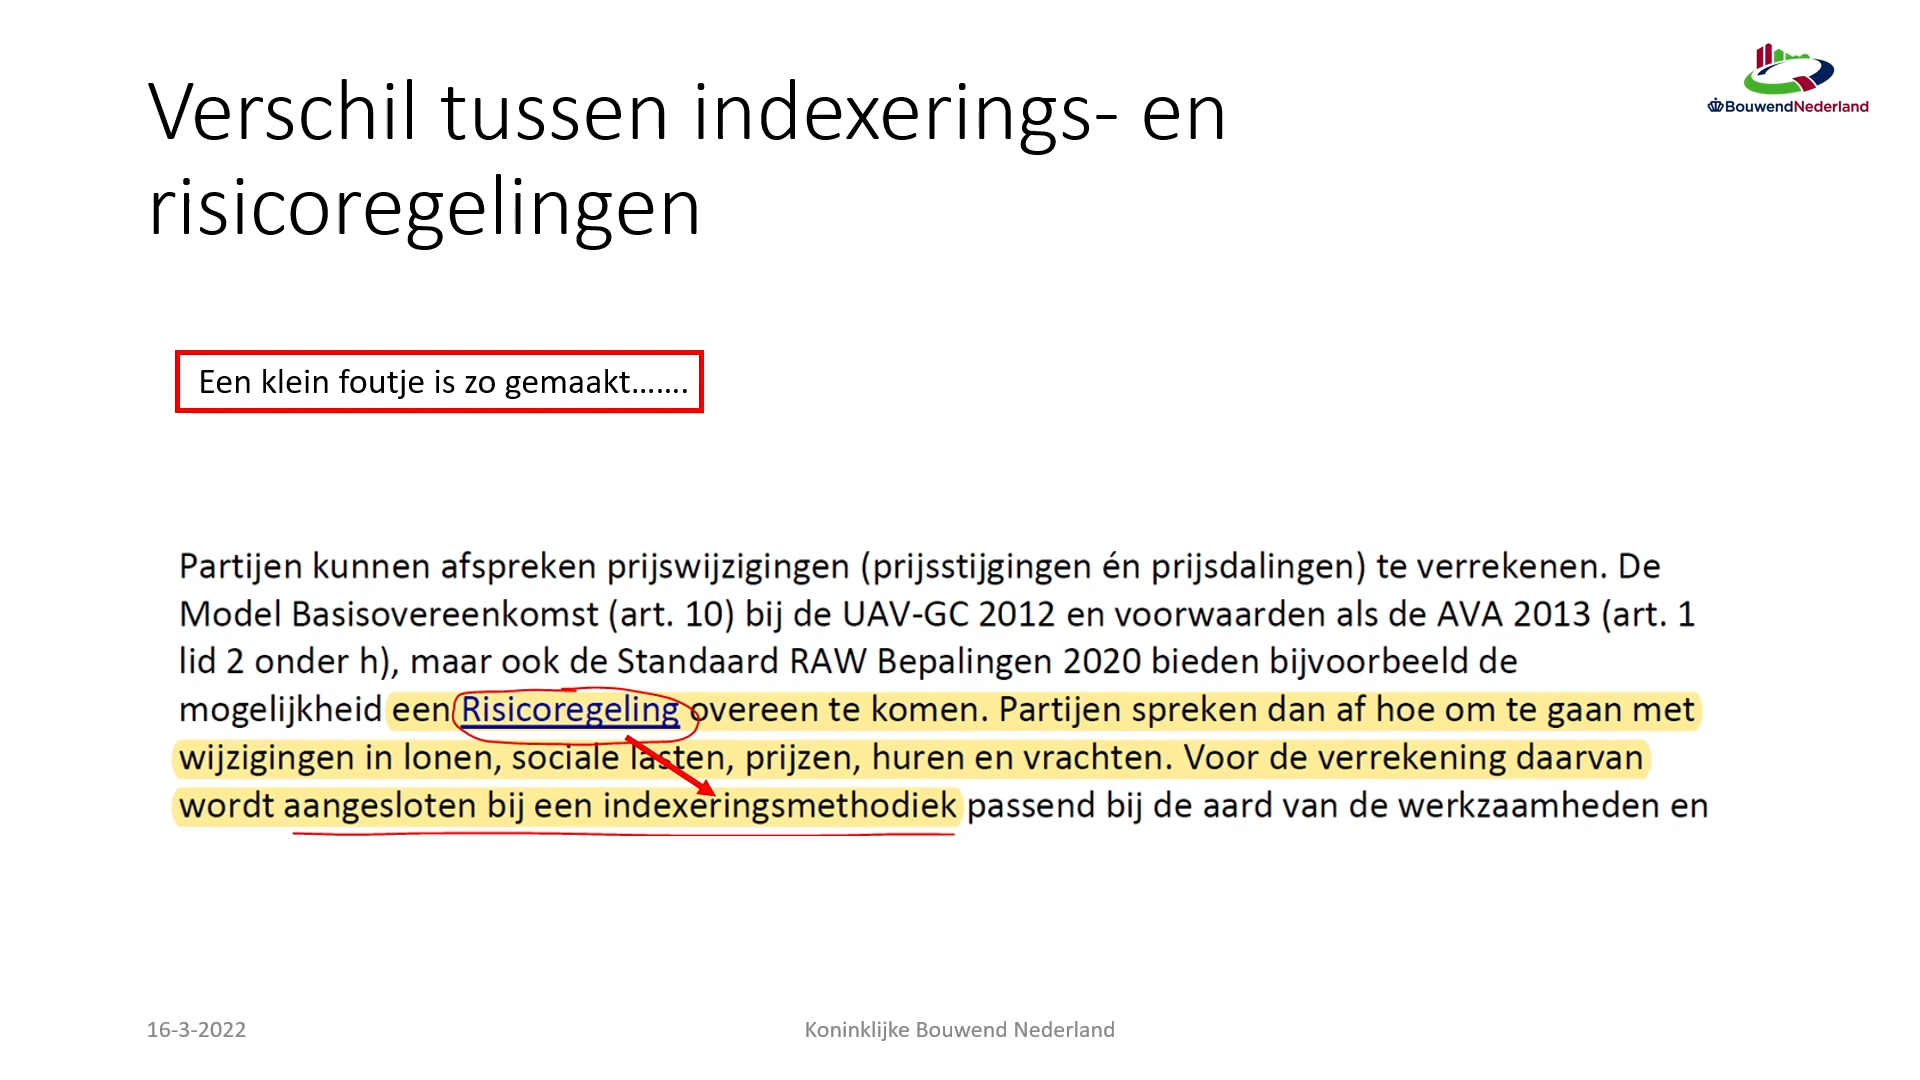 Verschil tussen indexerings- en
risicoregelingen
BouwendNederland
Een klein foutje is zo gemaakt.......
Partijen kunnen afspreken prijswijzigingen (prijsstijgingen én prijsdalingen) te verrekenen. De
Model Basisovereenkomst (art. 10) bij de UAV-GC 2012 en voorwaarden als de AVA 2013 (art. 1
lid 2 onder h), maar ook de Standaard RAW Bepalingen 2020 bieden bijvoorbeeld de
mogelijkheid een Risicoregeling overeen te komen. Partijen spreken dan af hoe om te gaan met
wijzigingen in lonen, sociale lasten, prijzen, huren en vrachten. Voor de verrekening daarvan
wordt aangesloten bij een indexeringsmethodiek passend bij de aard van de werkzaamheden en
16-3-2022
Koninklijke Bouwend Nederland